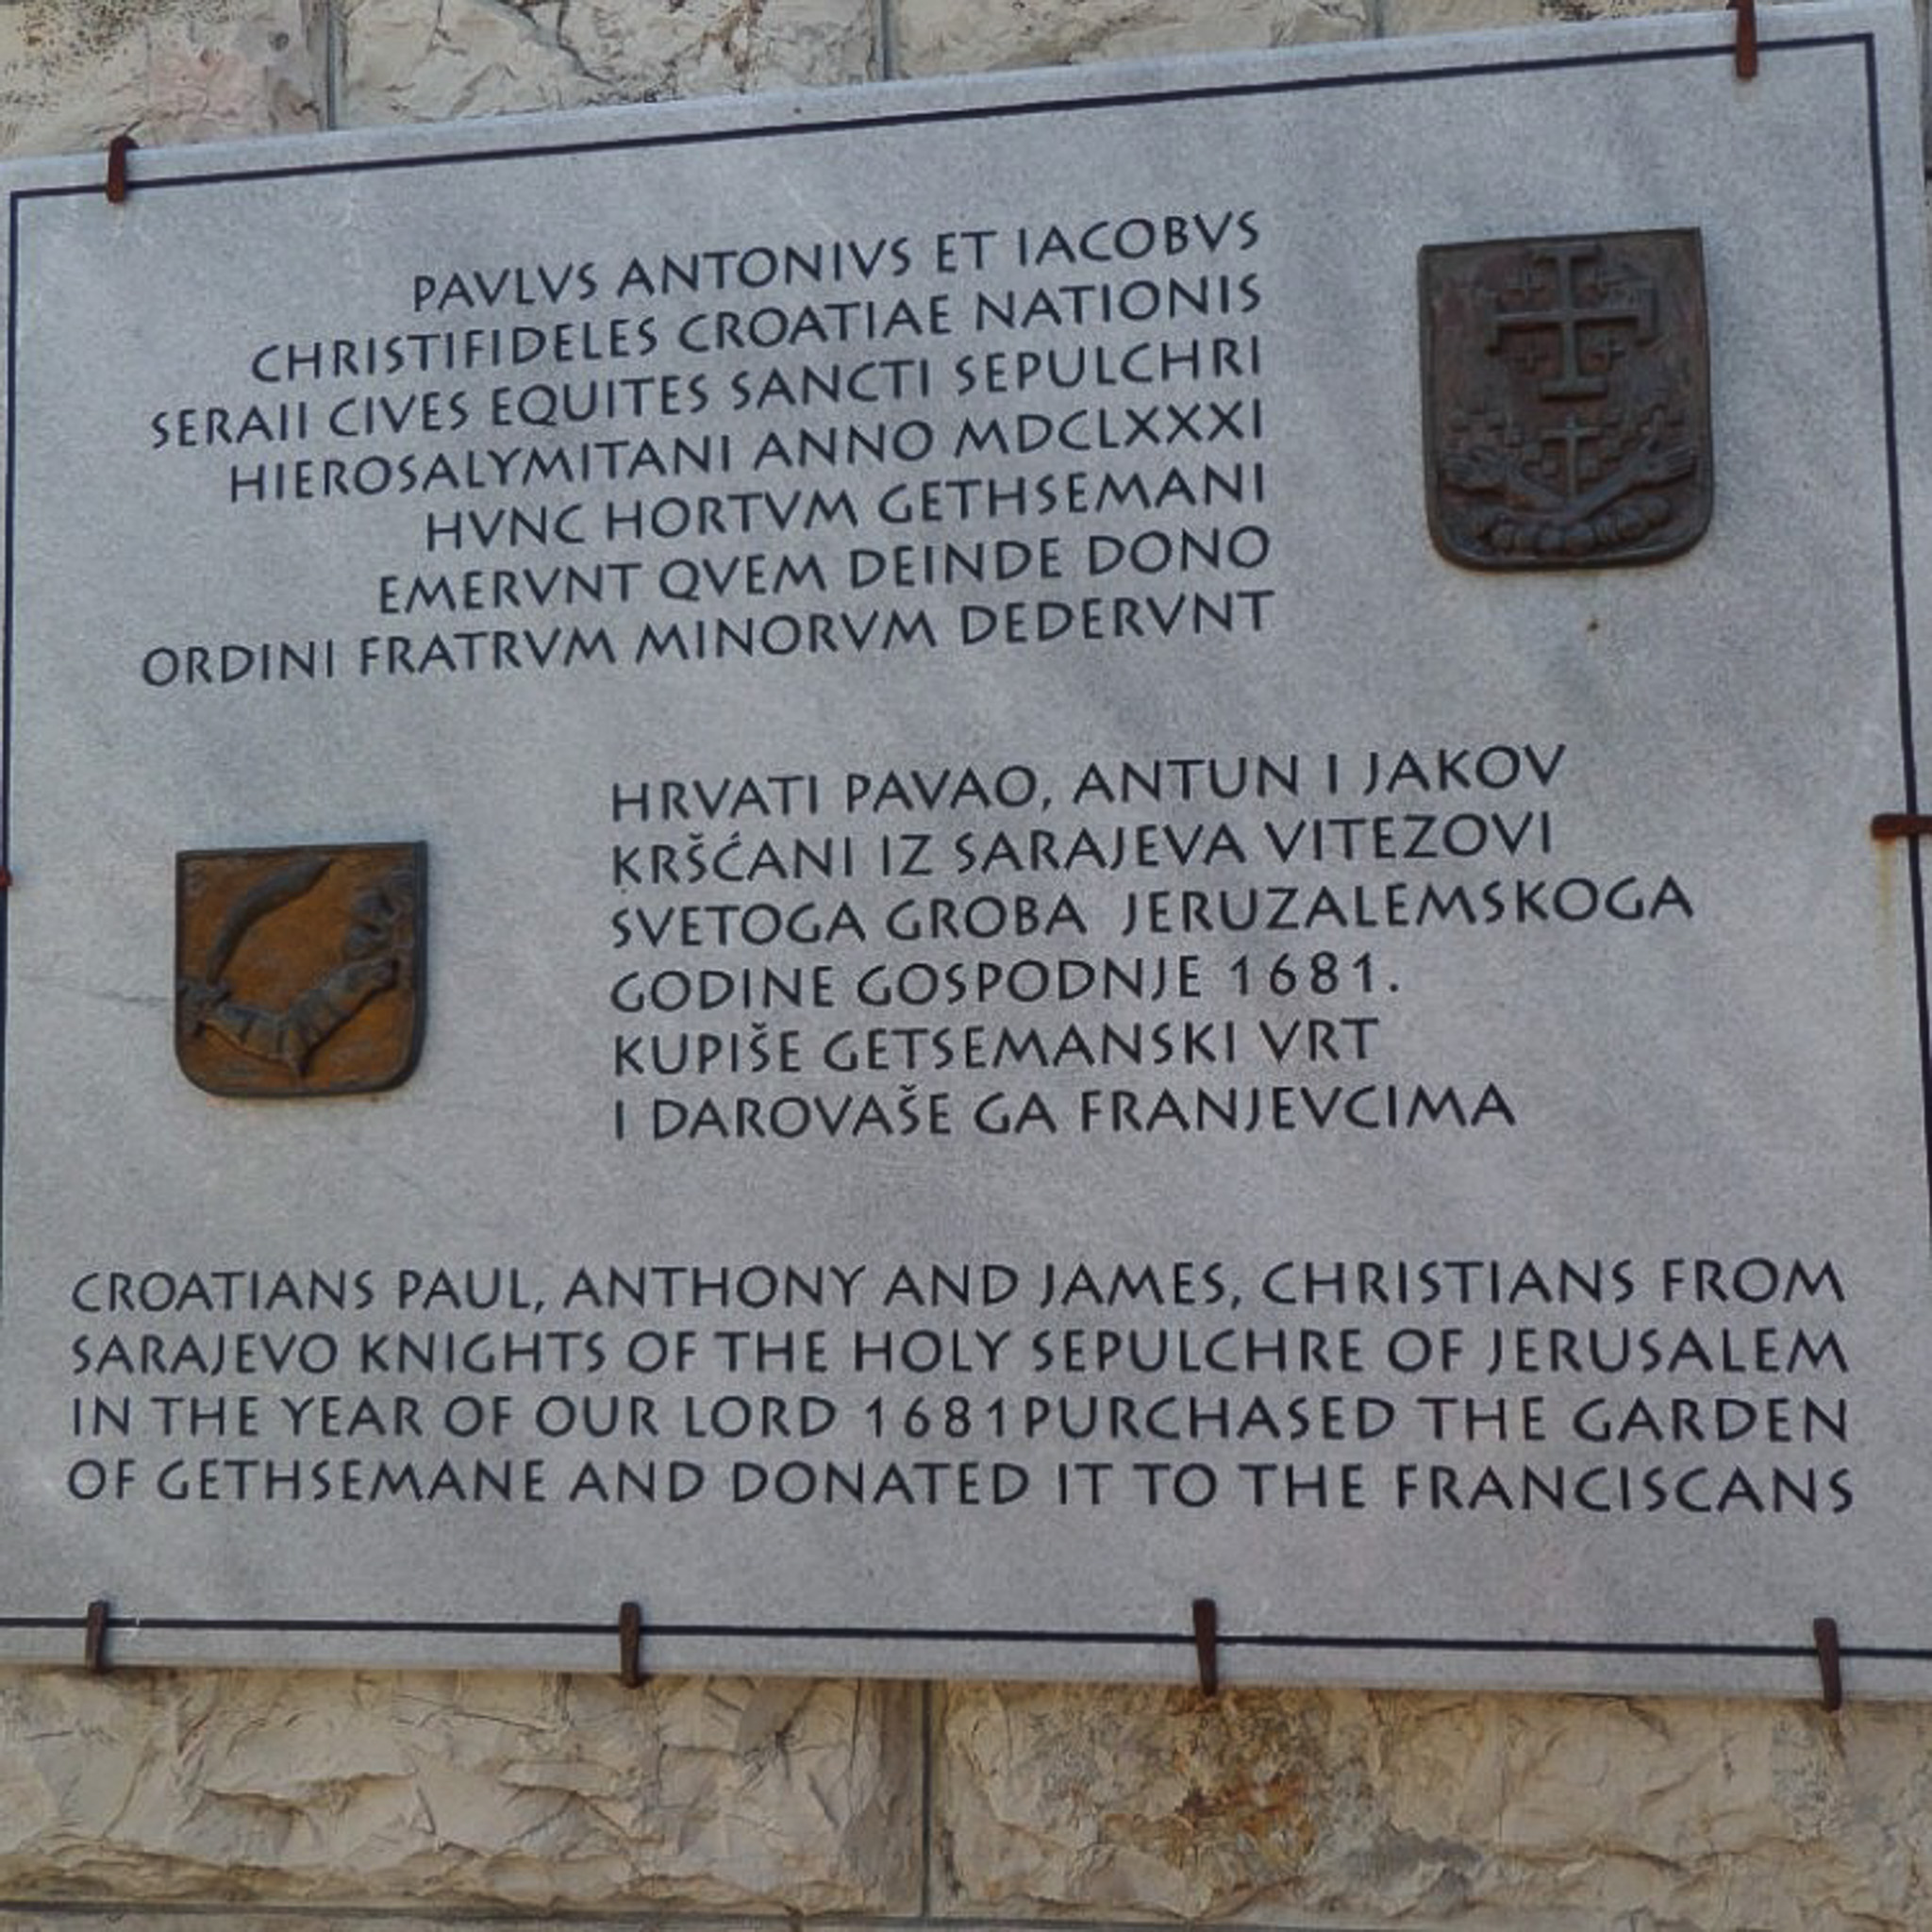 PAVLVS ANTONIVS ET IACOBVS
CHRISTIFIDELES CROATIAE NATIONIS
SERAII CIVES EQUITES SANCTI SEPULCHRI
HIEROSALYMITANI ANNO MDCLXXXI
HVNC HORTVM GETHSEMANI
EMERVNT QVEM DEINDE DONO
ORDINI FRATRVM MINORVM DEDERVNT
HRVATI PAVAO, ANTUN I JAKOV
KRŠĆANI IZ SARAJEVA VITEZOVI
SVETOGA GROBA JERUZALEMSKOGA
GODINE GOSPODNJE 1681.
KUPIŠE GETSEMANSKI VRT
I DAROVAŠE GA FRANJEVCIMA
CROATIANS PAUL, ANTHONY AND JAMES, CHRISTIANS FROM
SARAJEVO KNIGHTS OF THE HOLY SEPULCHRE OF JERUSALEM
IN THE YEAR OF OUR LORD 1681 PURCHASED THE GARDEN
OF GETHSEMANE AND DONATED IT TO THE FRANCISCANS